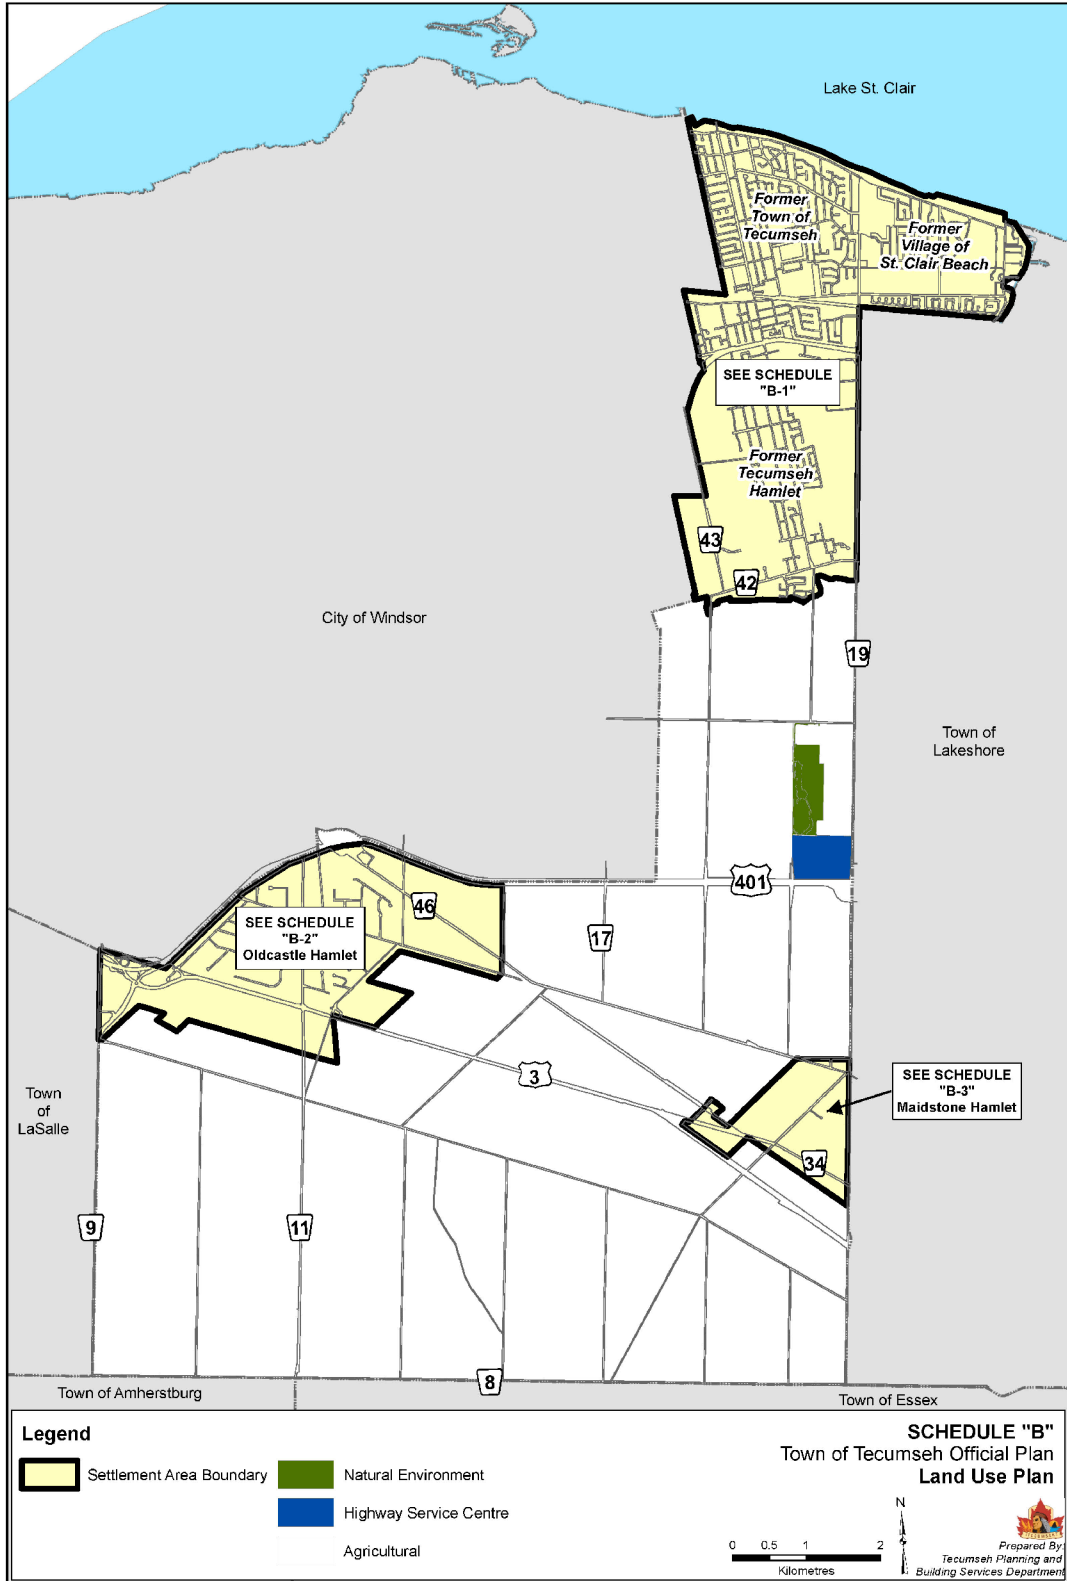 Lake St. Clair
Former
Town of
Tecumseh
Former
Village of
St. Clair Beach
SEE SCHEDULE
"B-1"
Former
Tecumseh
Hamlet
43
42
City of Windsor
19
Town of
Lakeshore
401
46
SEE SCHEDULE
"B-2"
Oldcastle Hamlet
17
3
SEE SCHEDULE
"B-3"
Maidstone Hamlet
Town
of
LaSalle
34
9
11
8
Town of Amherstburg
Town of Essex
Legend
Settlement Area Boundary
Natural Environment
Highway Service Centre
Agricultural
SCHEDULE "B"
Town of Tecumseh Official Plan
Land Use Plan
N
0 0.5 1 2
Kilometres
Prepared By:
Tecumseh Planning and
Building Services Department